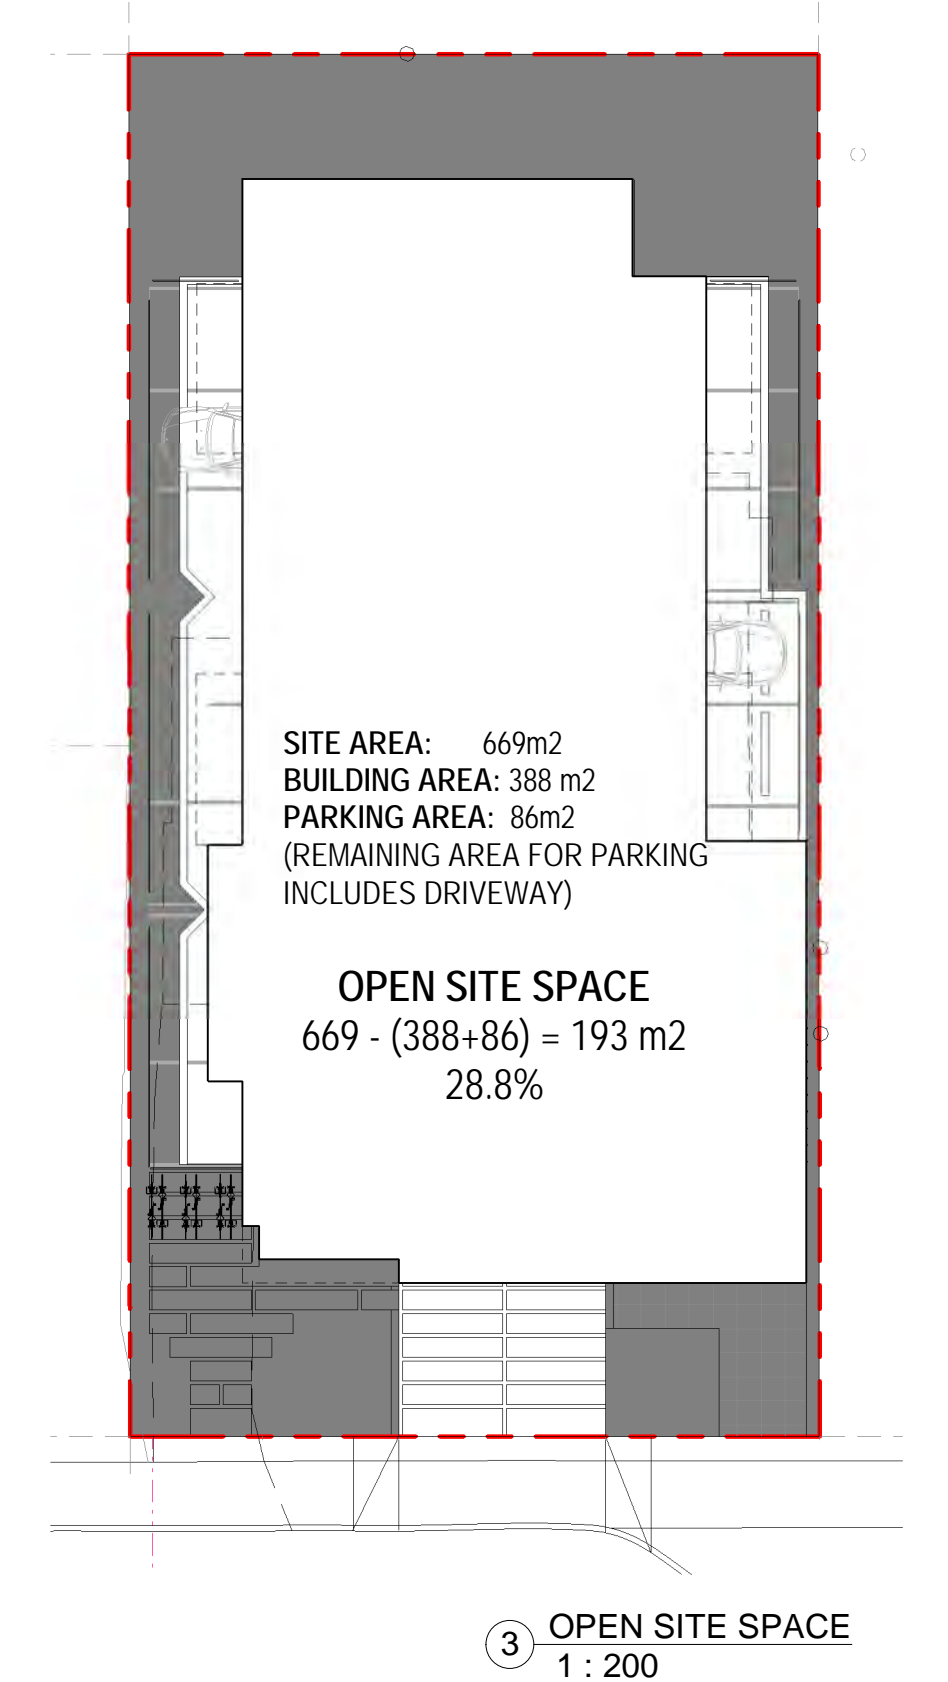 SITE AREA: 669m2
BUILDING AREA: 388 m2
PARKING AREA: 86m2
(REMAINING AREA FOR PARKING
INCLUDES DRIVEWAY)
OPEN SITE SPACE
669 - (388+86) = 193 m2
28.8%
3 OPEN SITE SPACE
1 : 200